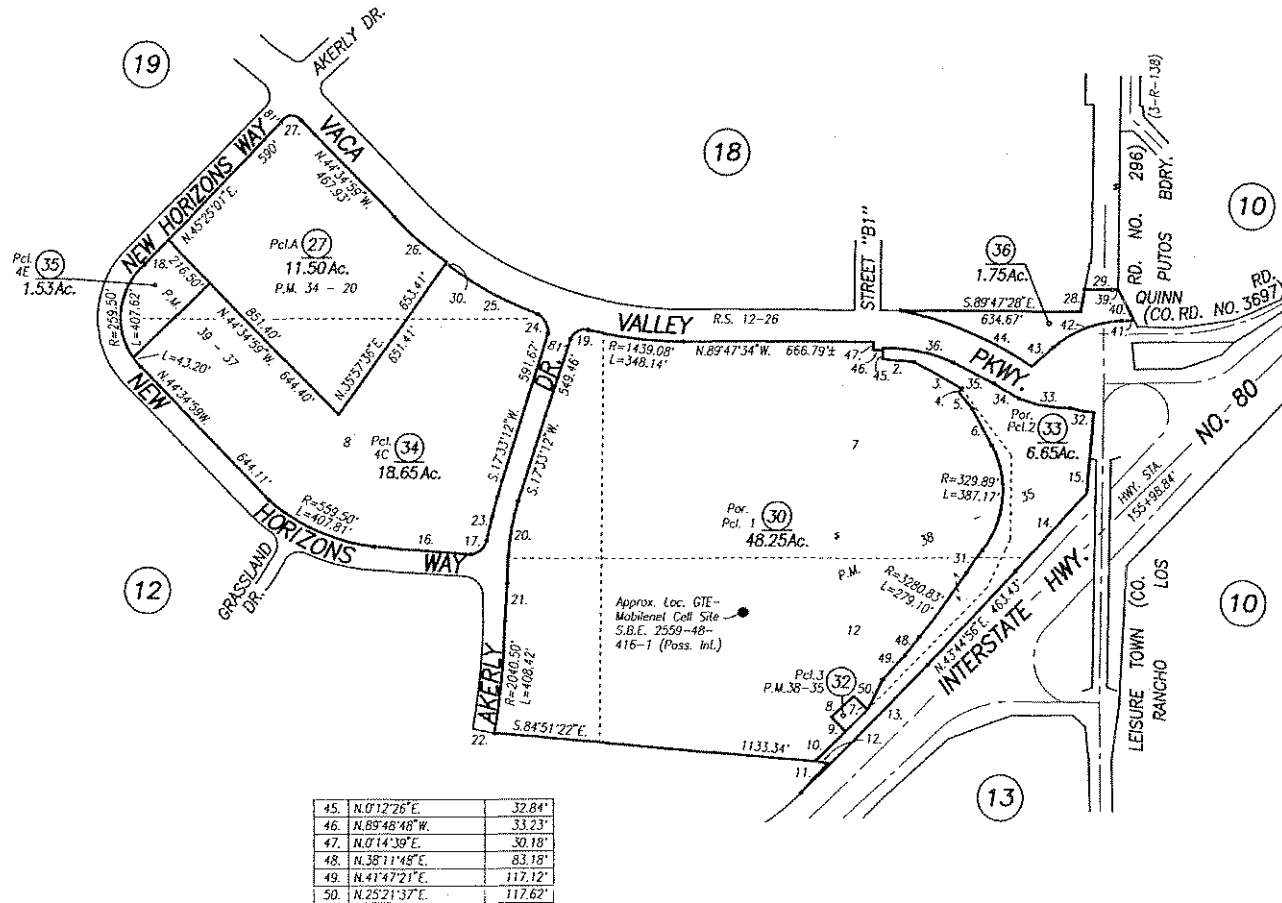 19
AKERLY DR.
VACA
18
81'
27.
NEW HORIZONS WAY
590'
N.45°25'01"E.
N.44°34'59"W.
467.93'
STREET "B1"
RD. NO. 296)
PUTOS BDRY.
(3-R-138)
10
Pcl.A 27
11.50Ac.
P.M. 34 - 20
26.
Pcl. 4E 35
1.53Ac.
18.
216.50'
P.M.
39 - 37
R=259.50'
L=407.62'
851.40'
N.44°34'59"W.
644.40'
653.41'
30.
N.35°57'36"E.
651.41'
25.
24.
81'
36
1.75Ac.
S.89°47'28"E.
634.67'
28.
29.
39.
40.
41.
42.
43.
44.
QUINN RD.
(CO. RD. NO. 3697)
VALLEY
R.S. 12-26
PKWY.
19.
R=1439.08'
L=348.14'
N.89°47'34"W. 666.79'±
47.
46.
45.
2.
36.
3.
4.
5.
6.
35.
34.
33.
32.
L=43.20'
NEW
N.44°34'59W.
644.11'
591.67'
DR.
549.46'
S.17°33'12"W.
S.17°33'12"W.
8
Pcl. 4C 34
18.65Ac.
7
Por. Pcl.2 33
6.65Ac.
R=329.89'
L=387.17'
35
15.
14.
HWY. STA.
155+98.84'
NO. 80
R=559.50'
L=407.81'
HORIZONS
WAY
16.
17.
23.
20.
21.
GRASSLAND DR.
12
Por. Pcl. 1 30
48.25Ac.
38
P.M.
31.
R=3280.83'
L=279.10'
Approx. Loc. GTE-
Mobilenet Cell Site
S.B.E. 2559-48-
416-1 (Poss. Int.)
12
48.
49.
50.
N.43°44'56"E. 463.43'
INTERSTATE HWY.
LEISURE TOWN (CO.
RANCHO LOS
10
AKERLY
R=2040.50'
L=408.42'
22.
S.84°51'22"E.
1133.34'
Pcl.3 32
P.M.38-35
7.
8.
9.
10.
11.
12.
13.
13
45. N.0°12'26"E. 32.84'
46. N.89°48'48"W. 33.23'
47. N.0°14'39"E. 30.18'
48. N.38°11'48"E. 83.18'
49. N.41°47'21"E. 117.12'
50. N.25°21'37"E. 117.62'